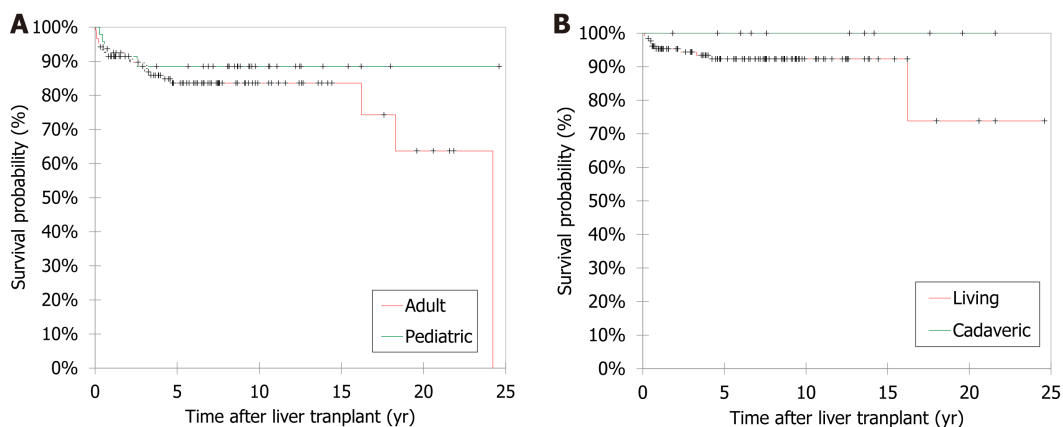 A
Survival probability (%)
100%
90%
80%
70%
60%
50%
40%
30%
20%
10%
0%
Adult
Pediatric
0 5 10 15 20 25
Time after liver tranplant (yr)
B
Survival probability (%)
100%
90%
80%
70%
60%
50%
40%
30%
20%
10%
0%
Living
Cadaveric
0 5 10 15 20 25
Time after liver tranplant (yr)